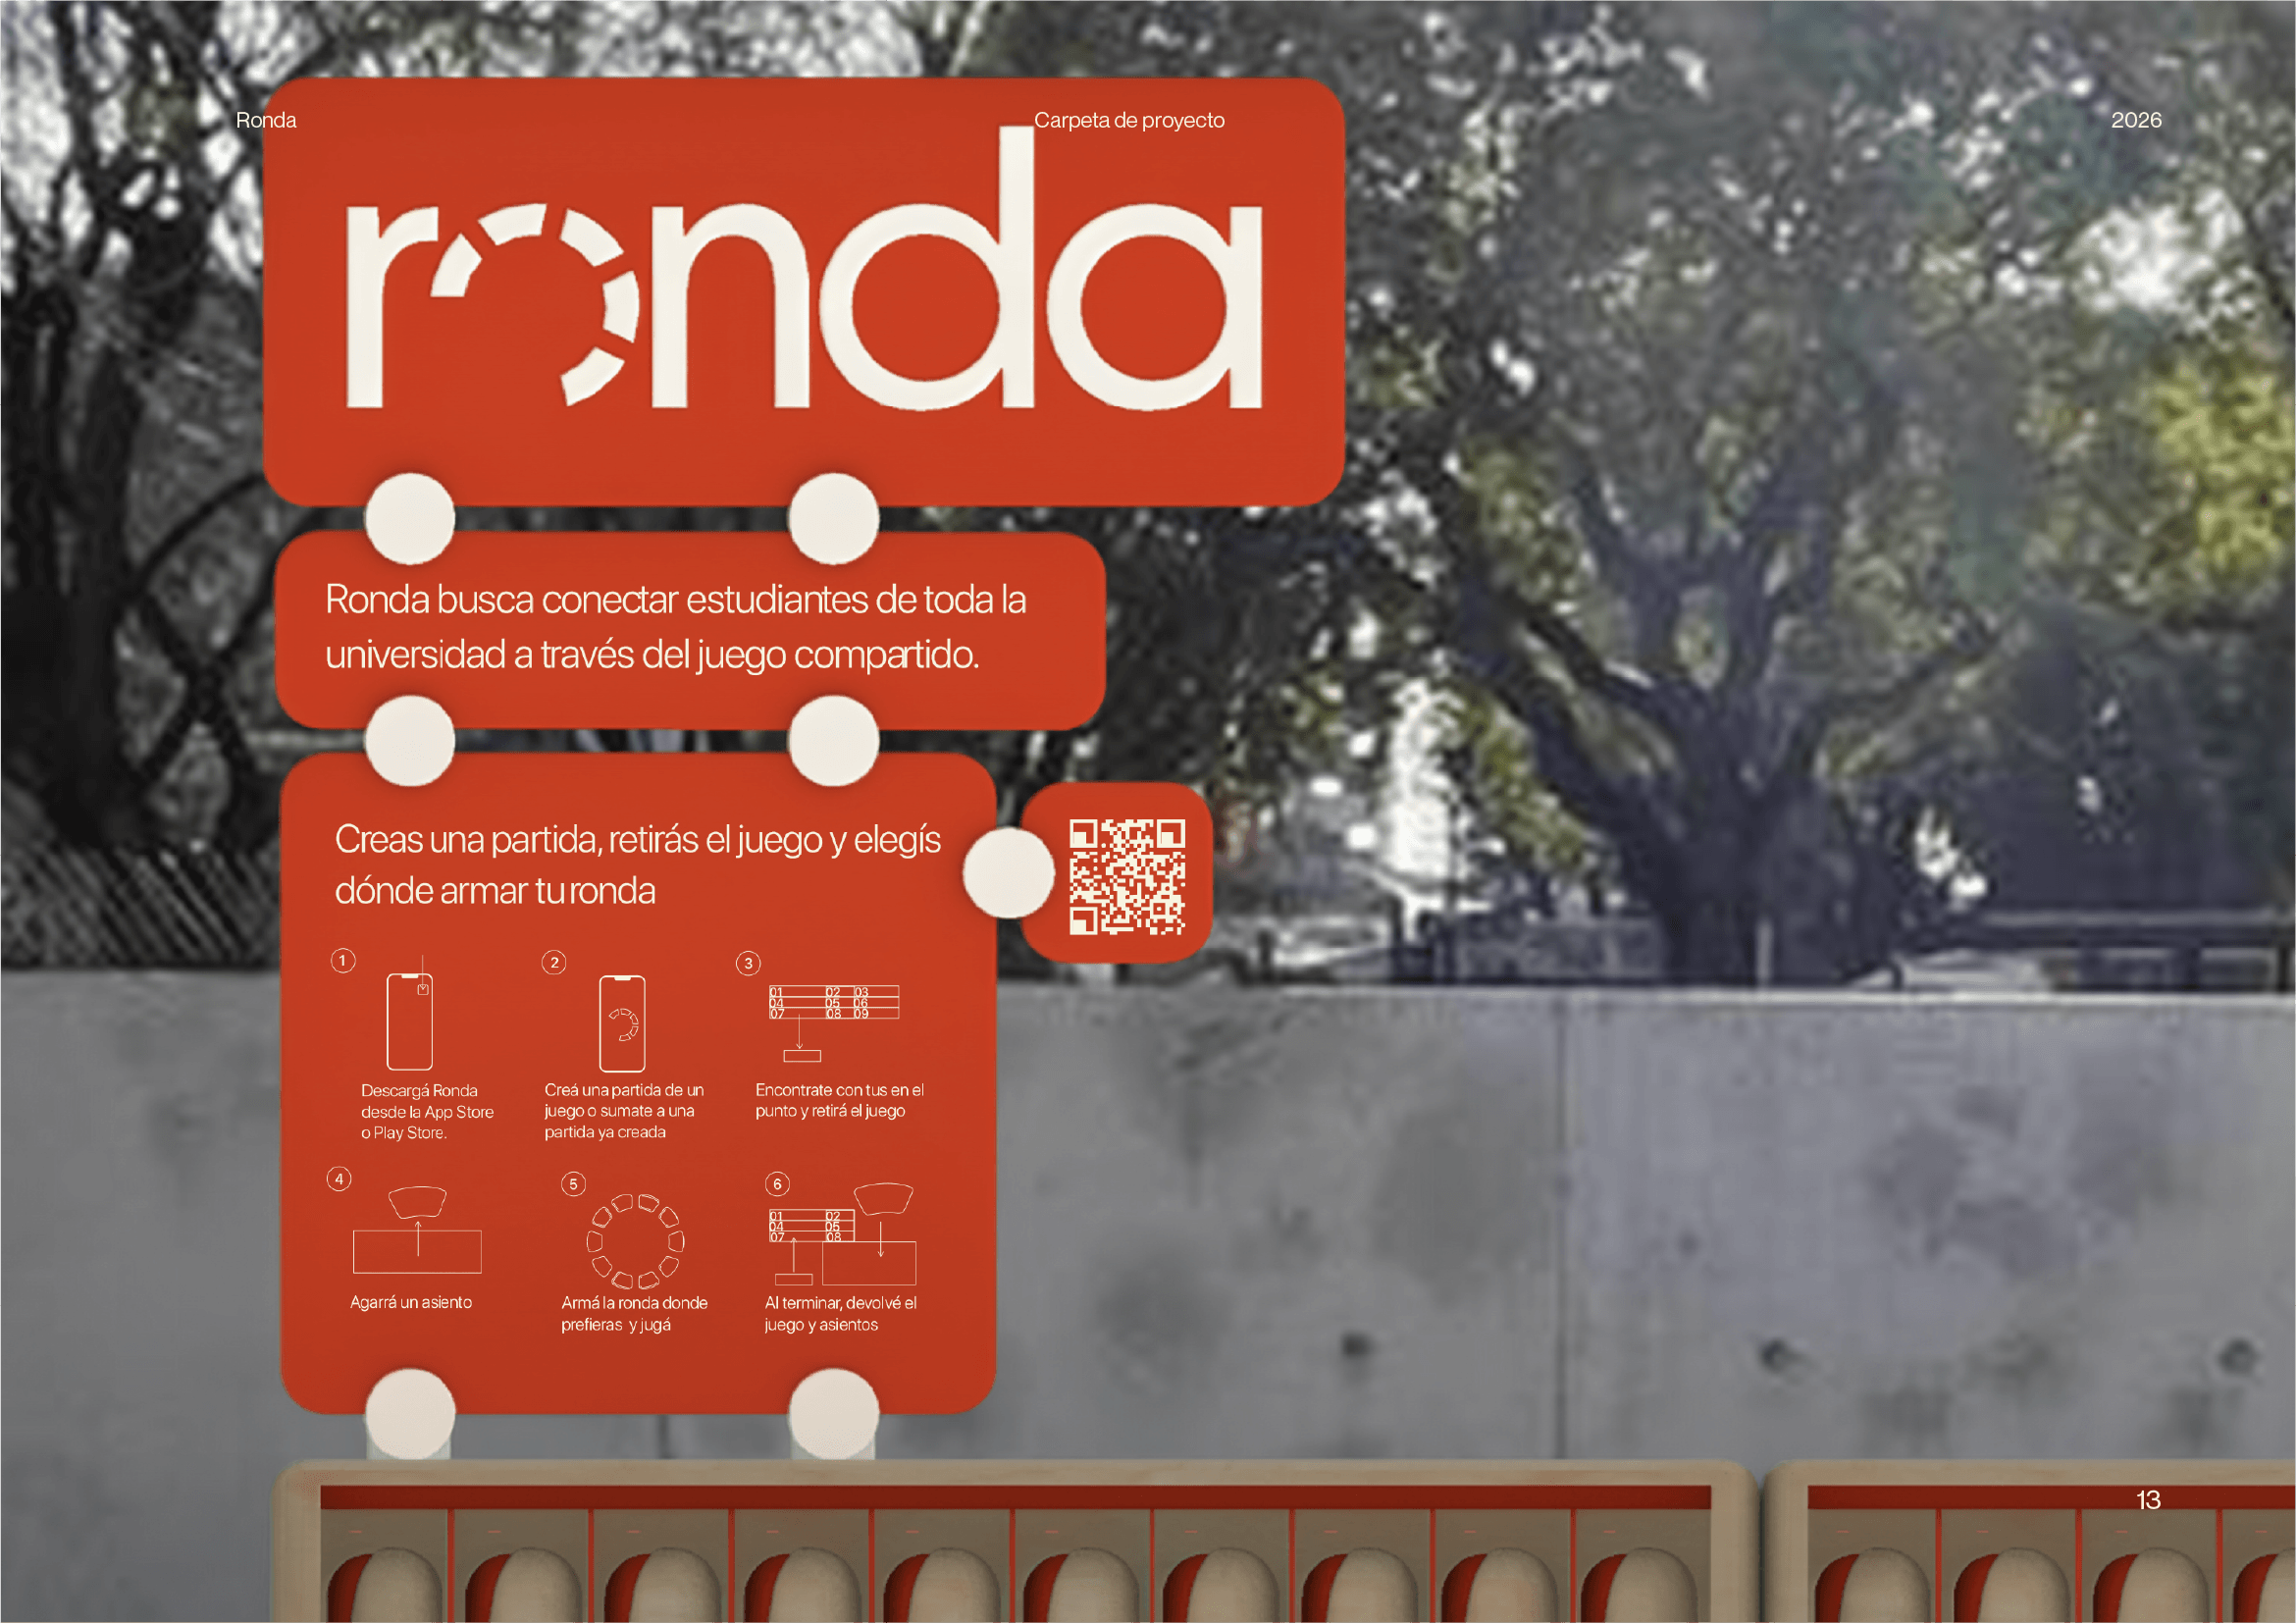 Ronda
Carpeta de proyecto
2026
ronda
Ronda busca conectar estudiantes de toda la
universidad a través del juego compartido.
Creas una partida, retirás el juego y elegís
dónde armar tu ronda
1
2
3
01 02 03
04 05 06
07 08 09
Descargá Ronda
desde la App Store
o Play Store.
Creá una partida de un
juego o sumate a una
partida ya creada
Encontrate con tus en el
punto y retirá el juego
4
5
6
01 02
04 05
07 08
Agarrá un asiento
Armá la ronda donde
prefieras y jugá
Al terminar, devolvé el
juego y asientos
13